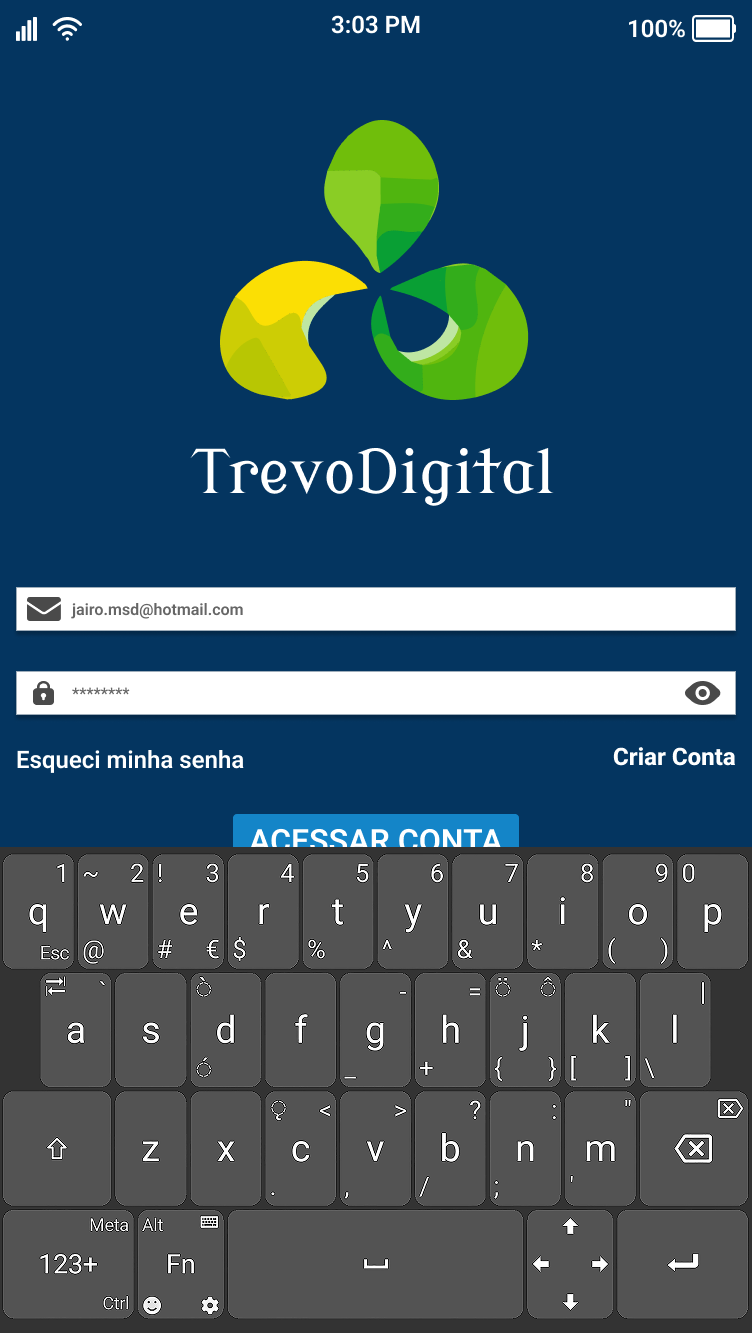 3:03 PM
100%
TrevoDigital
jairo.msd@hotmail.com
********
Esqueci minha senha
Criar Conta
ACESSAR CONTA
1 ~ 2 ! 3 4 5 6 7 8 9 0
q w e r t y u i o p
Esc @ # € $ % ^ & * ( )
` - = |
a s d f g h j k l
_ + { } [ ] \
< > ? : "
z x c v b n m
. , / ; '
Meta Alt
123+ Fn
Ctrl